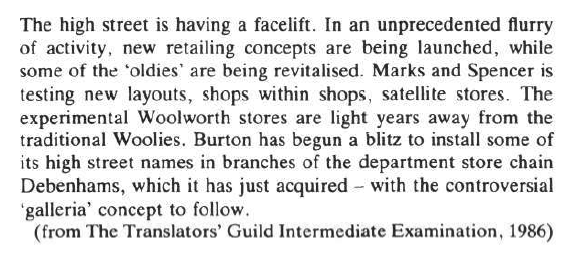 The high street is having a facelift. In an unprecedented flurry
of activity, new retailing concepts are being launched, while
some of the ‘oldies’ are being revitalised. Marks and Spencer is
testing new layouts, shops within shops, satellite stores. The
experimental Woolworth stores are light years away from the
traditional Woolies. Burton has begun a blitz to install some of
its high street names in branches of the department store chain
Debenhams, which it has just acquired – with the controversial
‘galleria’ concept to follow.
(from The Translators’ Guild Intermediate Examination, 1986)